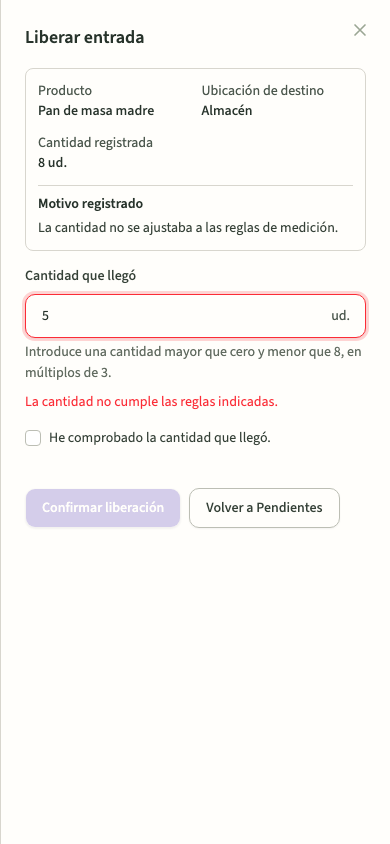 Liberar entrada
Producto
Pan de masa madre
Ubicación de destino
Almacén
Cantidad registrada
8 ud.
Motivo registrado
La cantidad no se ajustaba a las reglas de medición.
Cantidad que llegó
5 ud.
Introduce una cantidad mayor que cero y menor que 8, en
múltiplos de 3.
La cantidad no cumple las reglas indicadas.
He comprobado la cantidad que llegó.
Confirmar liberación
Volver a Pendientes